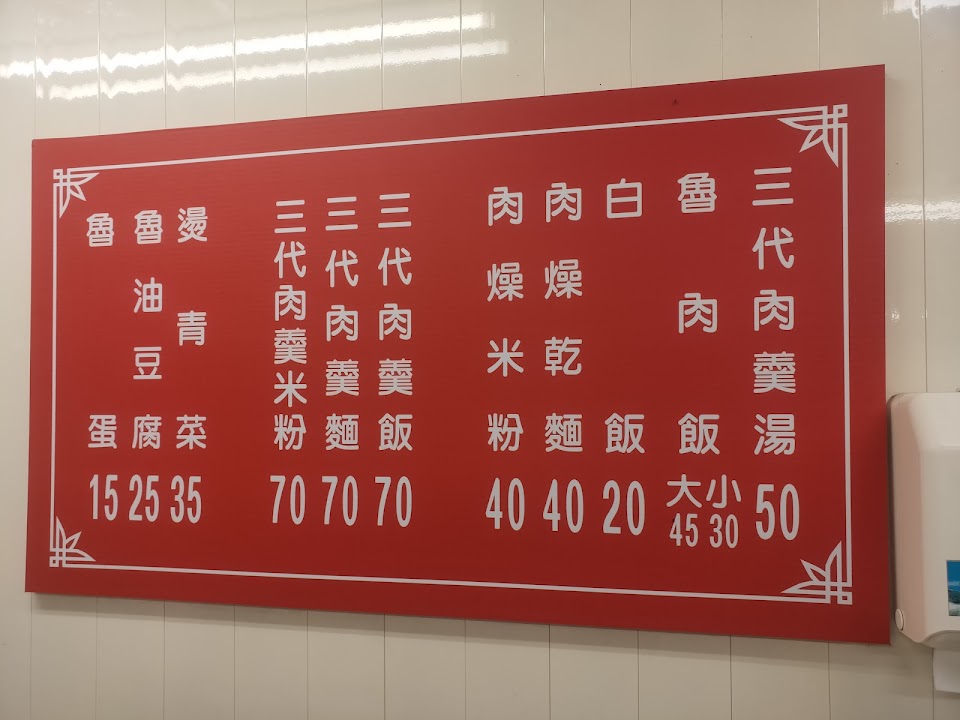 三代肉羹湯 50
魯肉飯 大45 小30
白飯 20
肉燥乾麵 40
肉燥米粉 40
三代肉羹飯 70
三代肉羹麵 70
三代肉羹米粉 70
燙青菜 35
魯油豆腐 25
魯蛋 15